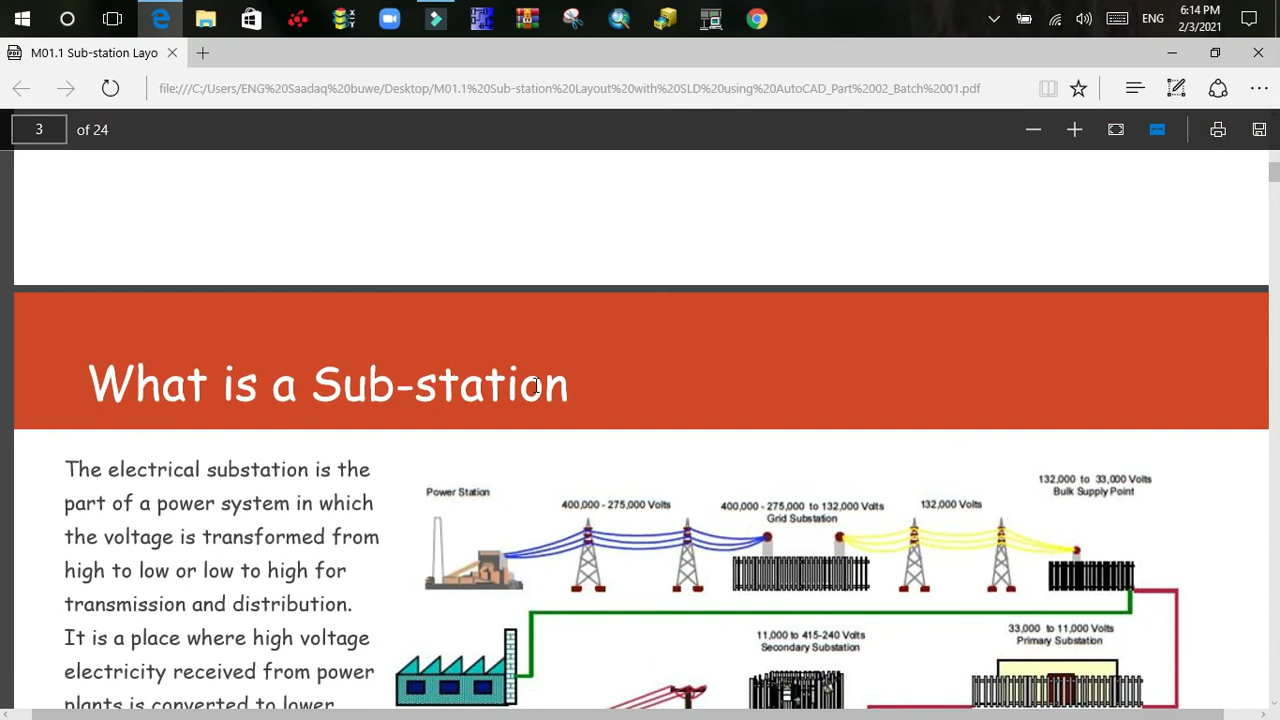 6:14 PM
ENG
2/3/2021
M01.1 Sub-station Layo
file:///C:/Users/ENG%20Saadaq%20buwe/Desktop/M01.1%20Sub-station%20Layout%20with%20SLD%20using%20AutoCAD_Part%2002_Batch%2001.pdf
3 of 24
What is a Sub-station
The electrical substation is the
part of a power system in which
the voltage is transformed from
high to low or low to high for
transmission and distribution.
It is a place where high voltage
electricity received from power
plants is converted to lower
Power Station
400,000 - 275,000 Volts
400,000 - 275,000 to 132,000 Volts
Grid Substation
132,000 Volts
132,000 to 33,000 Volts
Bulk Supply Point
11,000 to 415-240 Volts
Secondary Substation
33,000 to 11,000 Volts
Primary Substation